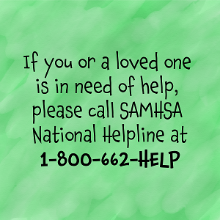 If you or a loved one
is in need of help,
please call SAMHSA
National Helpline at
1-800-662-HELP